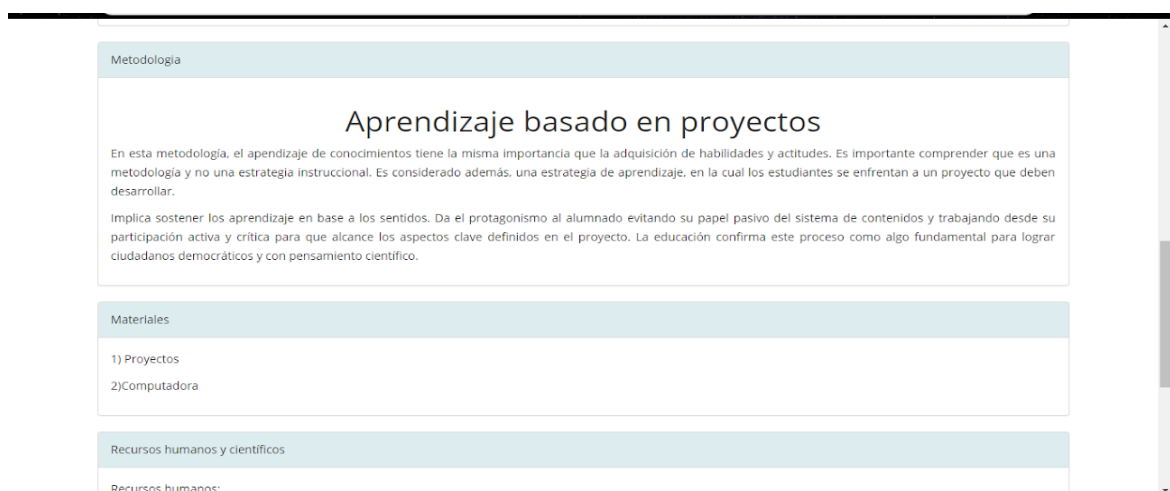 Metodologia
Aprendizaje basado en proyectos
En esta metodología, el apendizaje de conocimientos tiene la misma importancia que la adquisición de habilidades y actitudes. Es importante comprender que es una
metodología y no una estrategia instruccional. Es considerado además, una estrategia de aprendizaje, en la cual los estudiantes se enfrentan a un proyecto que deben
desarrollar.
Implica sostener los aprendizaje en base a los sentidos. Da el protagonismo al alumnado evitando su papel pasivo del sistema de contenidos y trabajando desde su
participación activa y crítica para que alcance los aspectos clave definidos en el proyecto. La educación confirma este proceso como algo fundamental para lograr
ciudadanos democráticos y con pensamiento científico.
Materiales
1) Proyectos
2)Computadora
Recursos humanos y científicos
Recursos humanos: